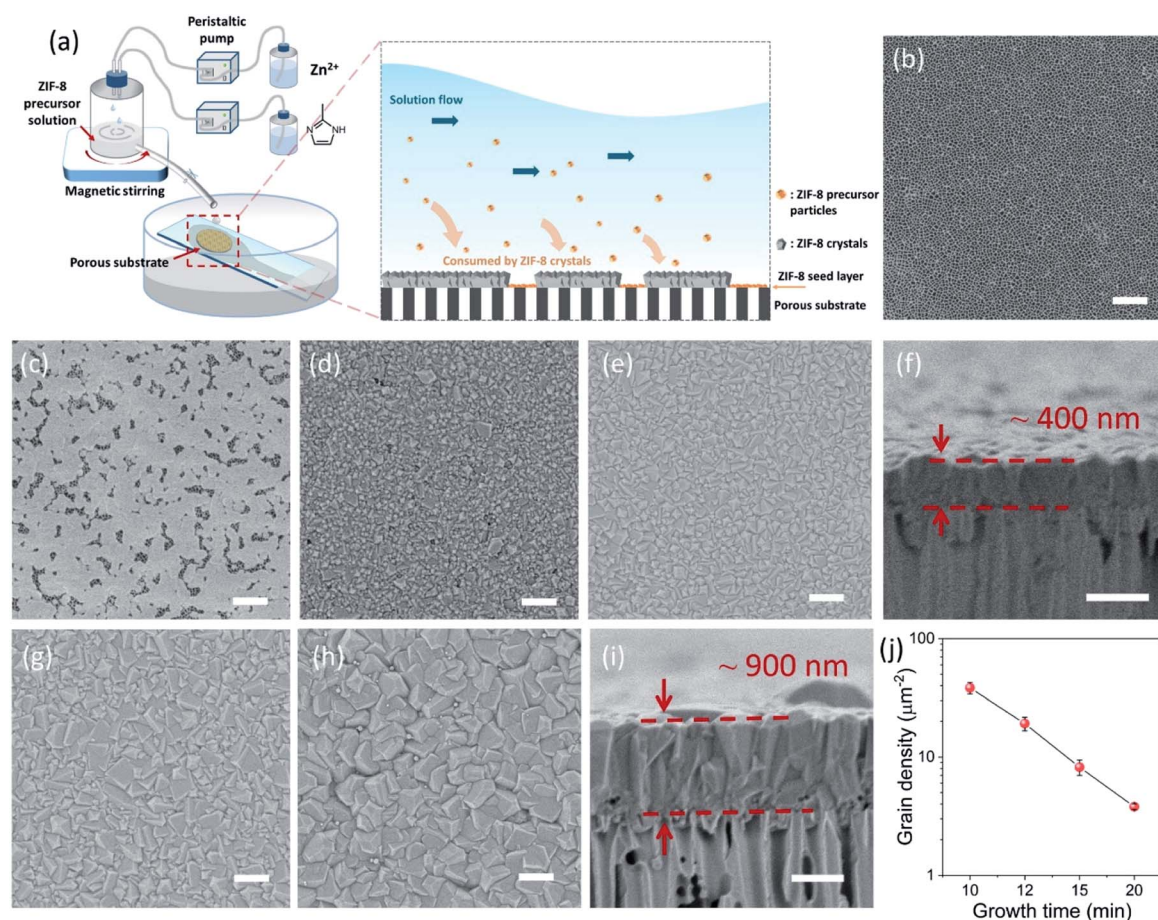 (a)
Peristaltic
pump
ZIF-8
precursor
solution
Zn²⁺
N
NH
Magnetic stirring
Porous substrate
Solution flow
Consumed by ZIF-8 crystals
: ZIF-8 precursor
particles
: ZIF-8 crystals
ZIF-8 seed layer
Porous substrate
(b)
(c)
(d)
(e)
(f)
~ 400 nm
(g)
(h)
(i)
~ 900 nm
(j)
Grain density (μm⁻²)
100
10
1
10
12
15
20
Growth time (min)